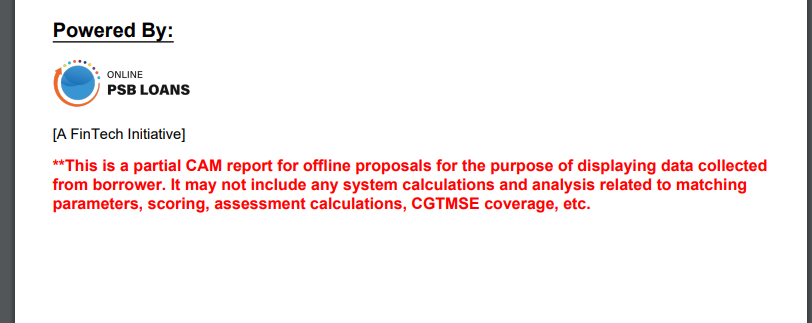 Powered By:
ONLINE
PSB LOANS
[A FinTech Initiative]
**This is a partial CAM report for offline proposals for the purpose of displaying data collected
from borrower. It may not include any system calculations and analysis related to matching
parameters, scoring, assessment calculations, CGTMSE coverage, etc.